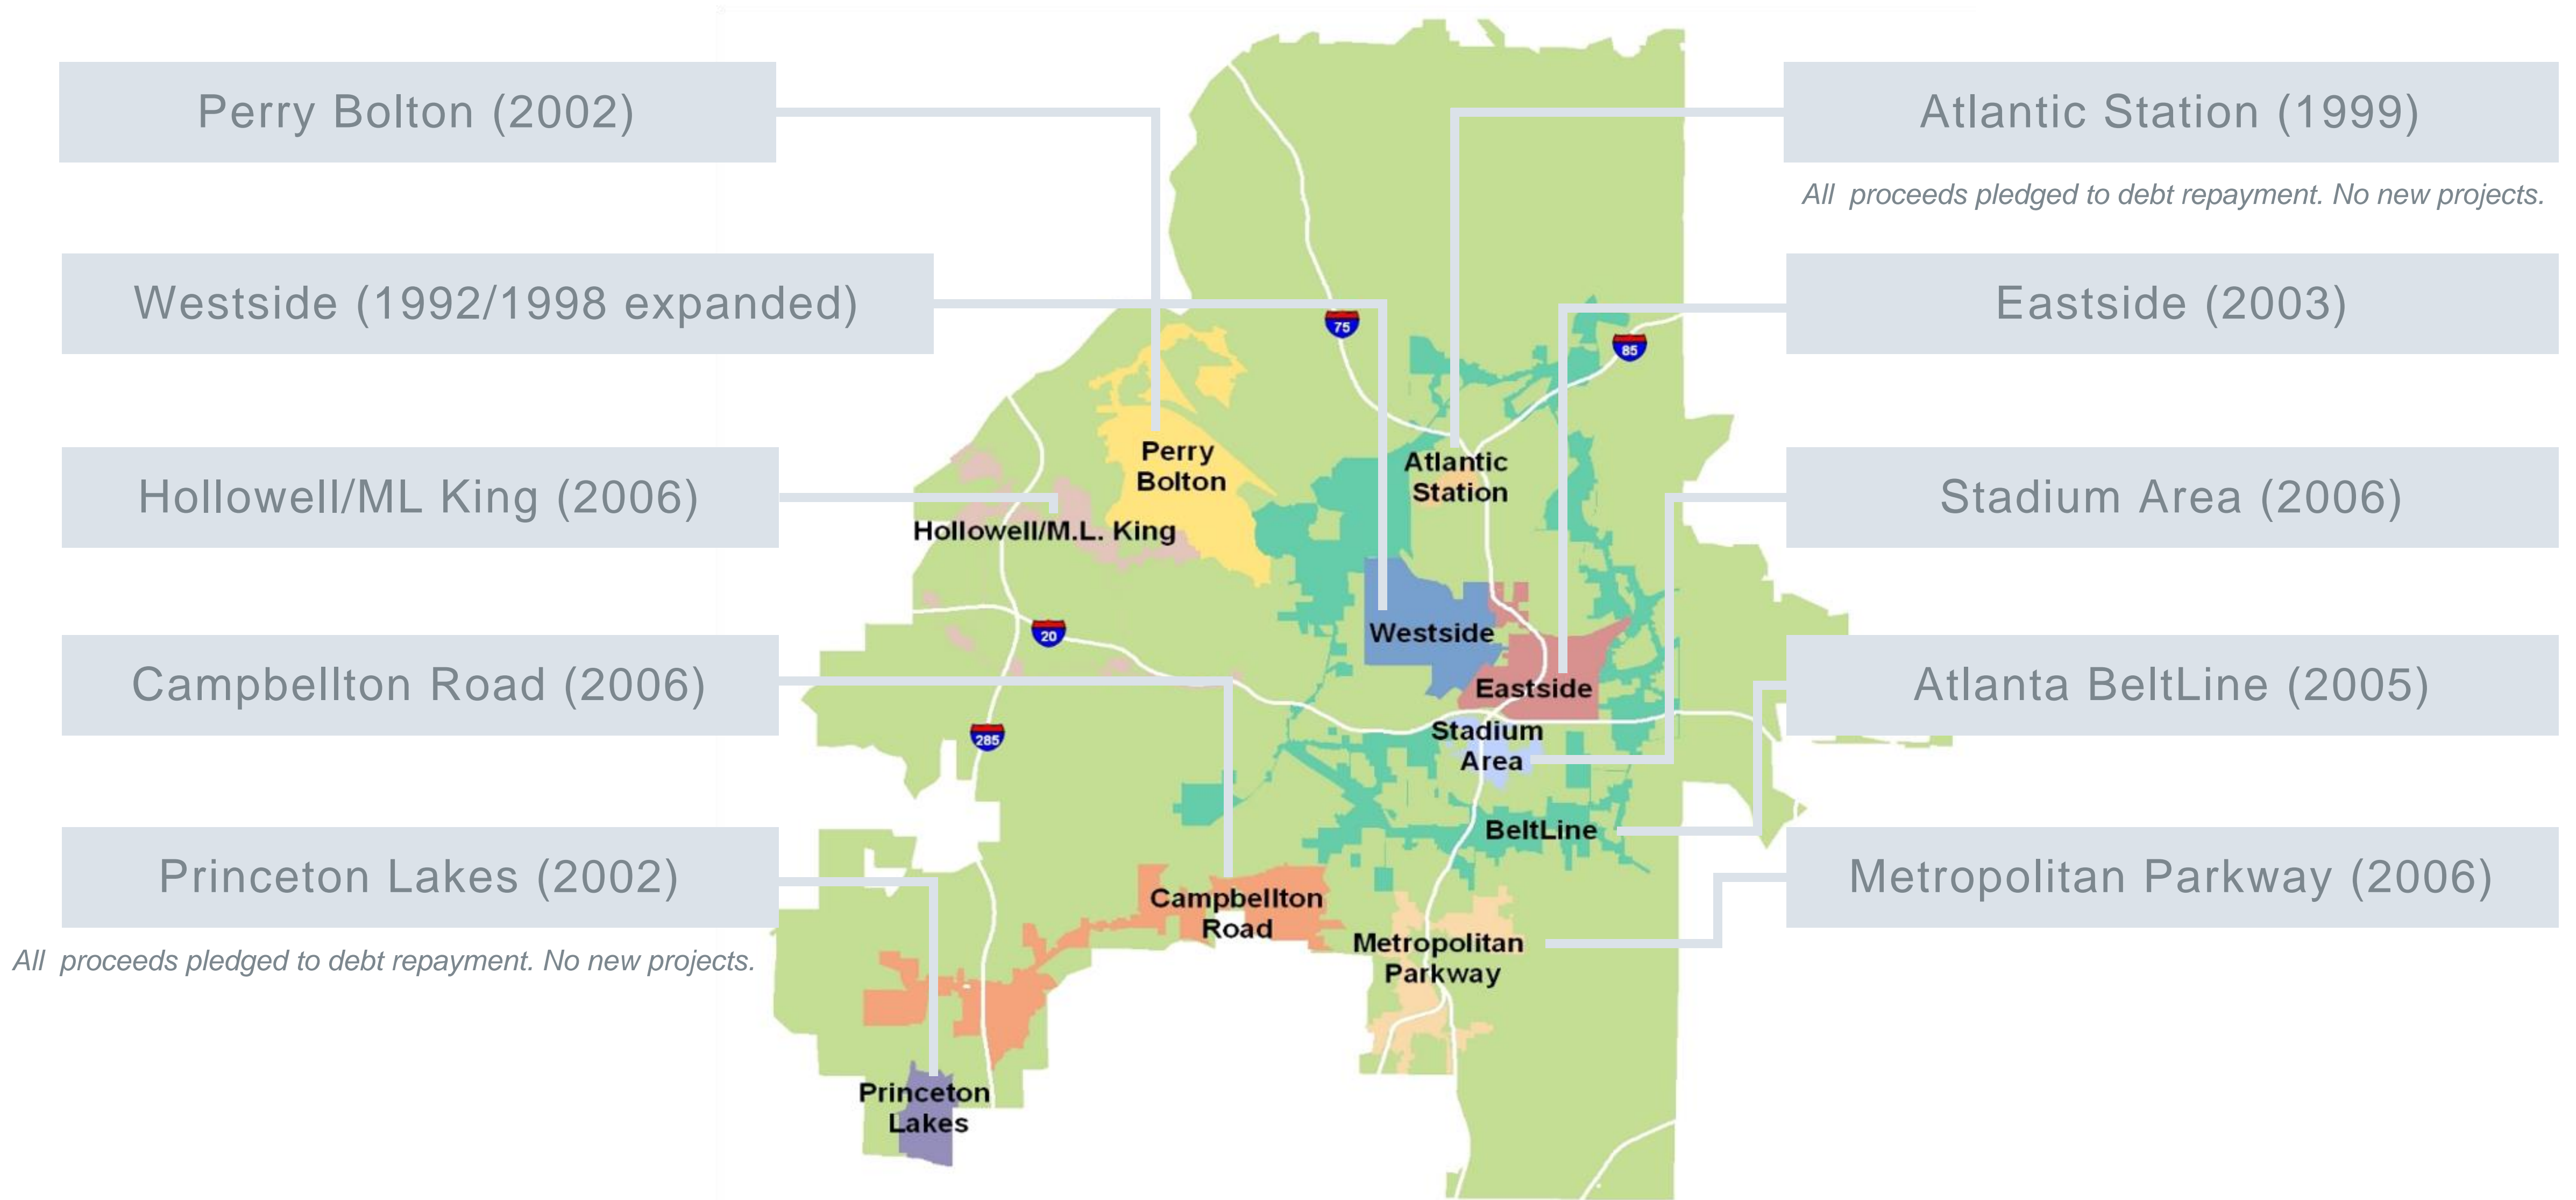 Perry Bolton (2002)
Westside (1992/1998 expanded)
Hollowell/ML King (2006)
Campbellton Road (2006)
Princeton Lakes (2002)
All proceeds pledged to debt repayment. No new projects.
Atlantic Station (1999)
All proceeds pledged to debt repayment. No new projects.
Eastside (2003)
Stadium Area (2006)
Atlanta BeltLine (2005)
Metropolitan Parkway (2006)
75
85
Perry
Bolton
Atlantic
Station
Hollowell/M.L. King
20
Westside
Eastside
285
Stadium
Area
BeltLine
Campbellton
Road
Metropolitan
Parkway
Princeton
Lakes